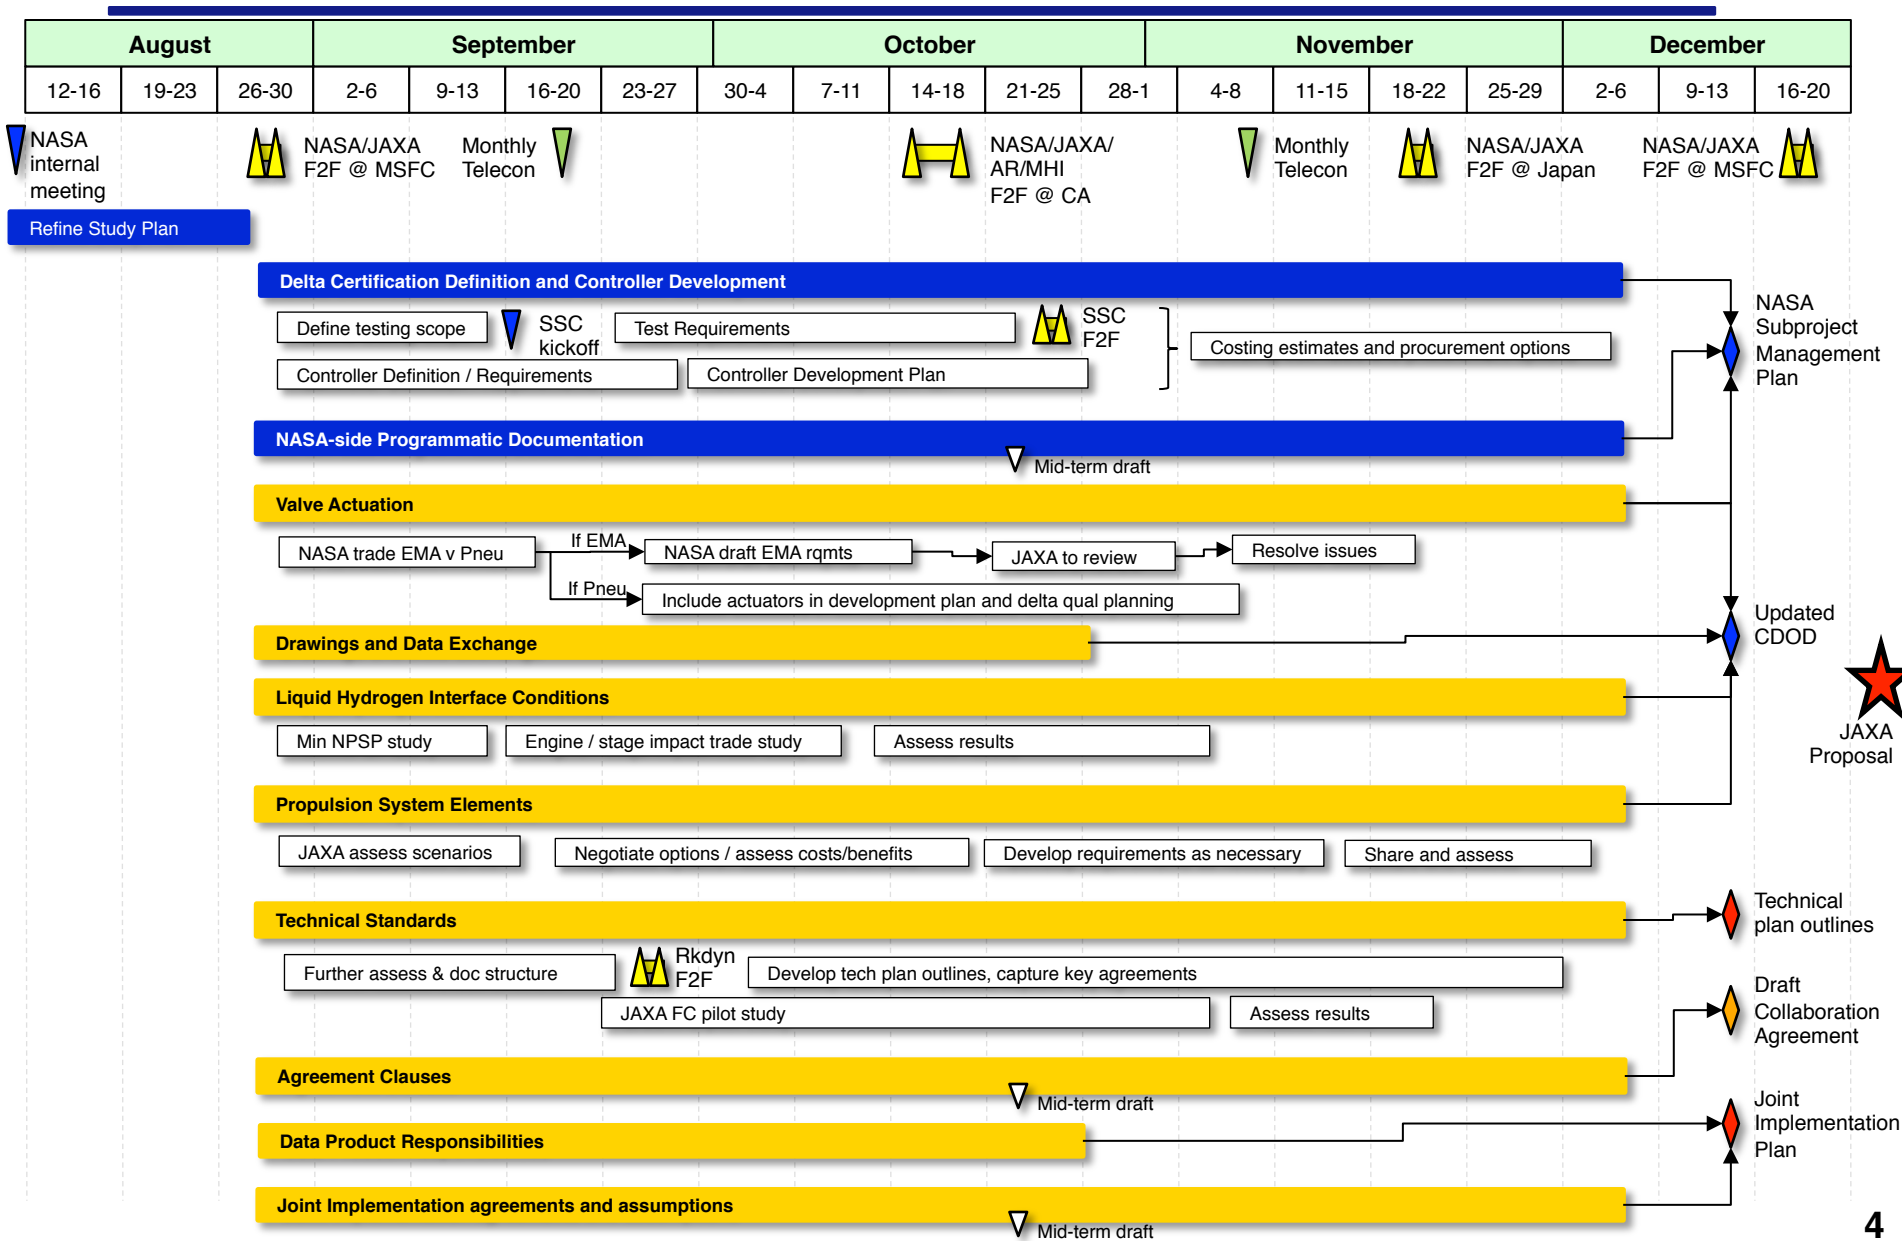 August September October November December
12-16 19-23 26-30 2-6 9-13 16-20 23-27 30-4 7-11 14-18 21-25 28-1 4-8 11-15 18-22 25-29 2-6 9-13 16-20
NASA
internal
meeting
NASA/JAXA
F2F @ MSFC
Monthly
Telecon
NASA/JAXA/
AR/MHI
F2F @ CA
Monthly
Telecon
NASA/JAXA
F2F @ Japan
NASA/JAXA
F2F @ MSFC
Refine Study Plan
Delta Certification Definition and Controller Development
Define testing scope
SSC
kickoff
Test Requirements
SSC
F2F
Controller Definition / Requirements
Controller Development Plan
Costing estimates and procurement options
NASA
Subproject
Management
Plan
NASA-side Programmatic Documentation
Mid-term draft
Valve Actuation
NASA trade EMA v Pneu
If EMA
NASA draft EMA rqmts
JAXA to review
Resolve issues
If Pneu
Include actuators in development plan and delta qual planning
Drawings and Data Exchange
Updated
CDOD
Liquid Hydrogen Interface Conditions
Min NPSP study
Engine / stage impact trade study
Assess results
JAXA
Proposal
Propulsion System Elements
JAXA assess scenarios
Negotiate options / assess costs/benefits
Develop requirements as necessary
Share and assess
Technical Standards
Technical
plan outlines
Further assess & doc structure
Rkdyn
F2F
Develop tech plan outlines, capture key agreements
JAXA FC pilot study
Assess results
Draft
Collaboration
Agreement
Agreement Clauses
Mid-term draft
Data Product Responsibilities
Joint
Implementation
Plan
Joint Implementation agreements and assumptions
Mid-term draft
4